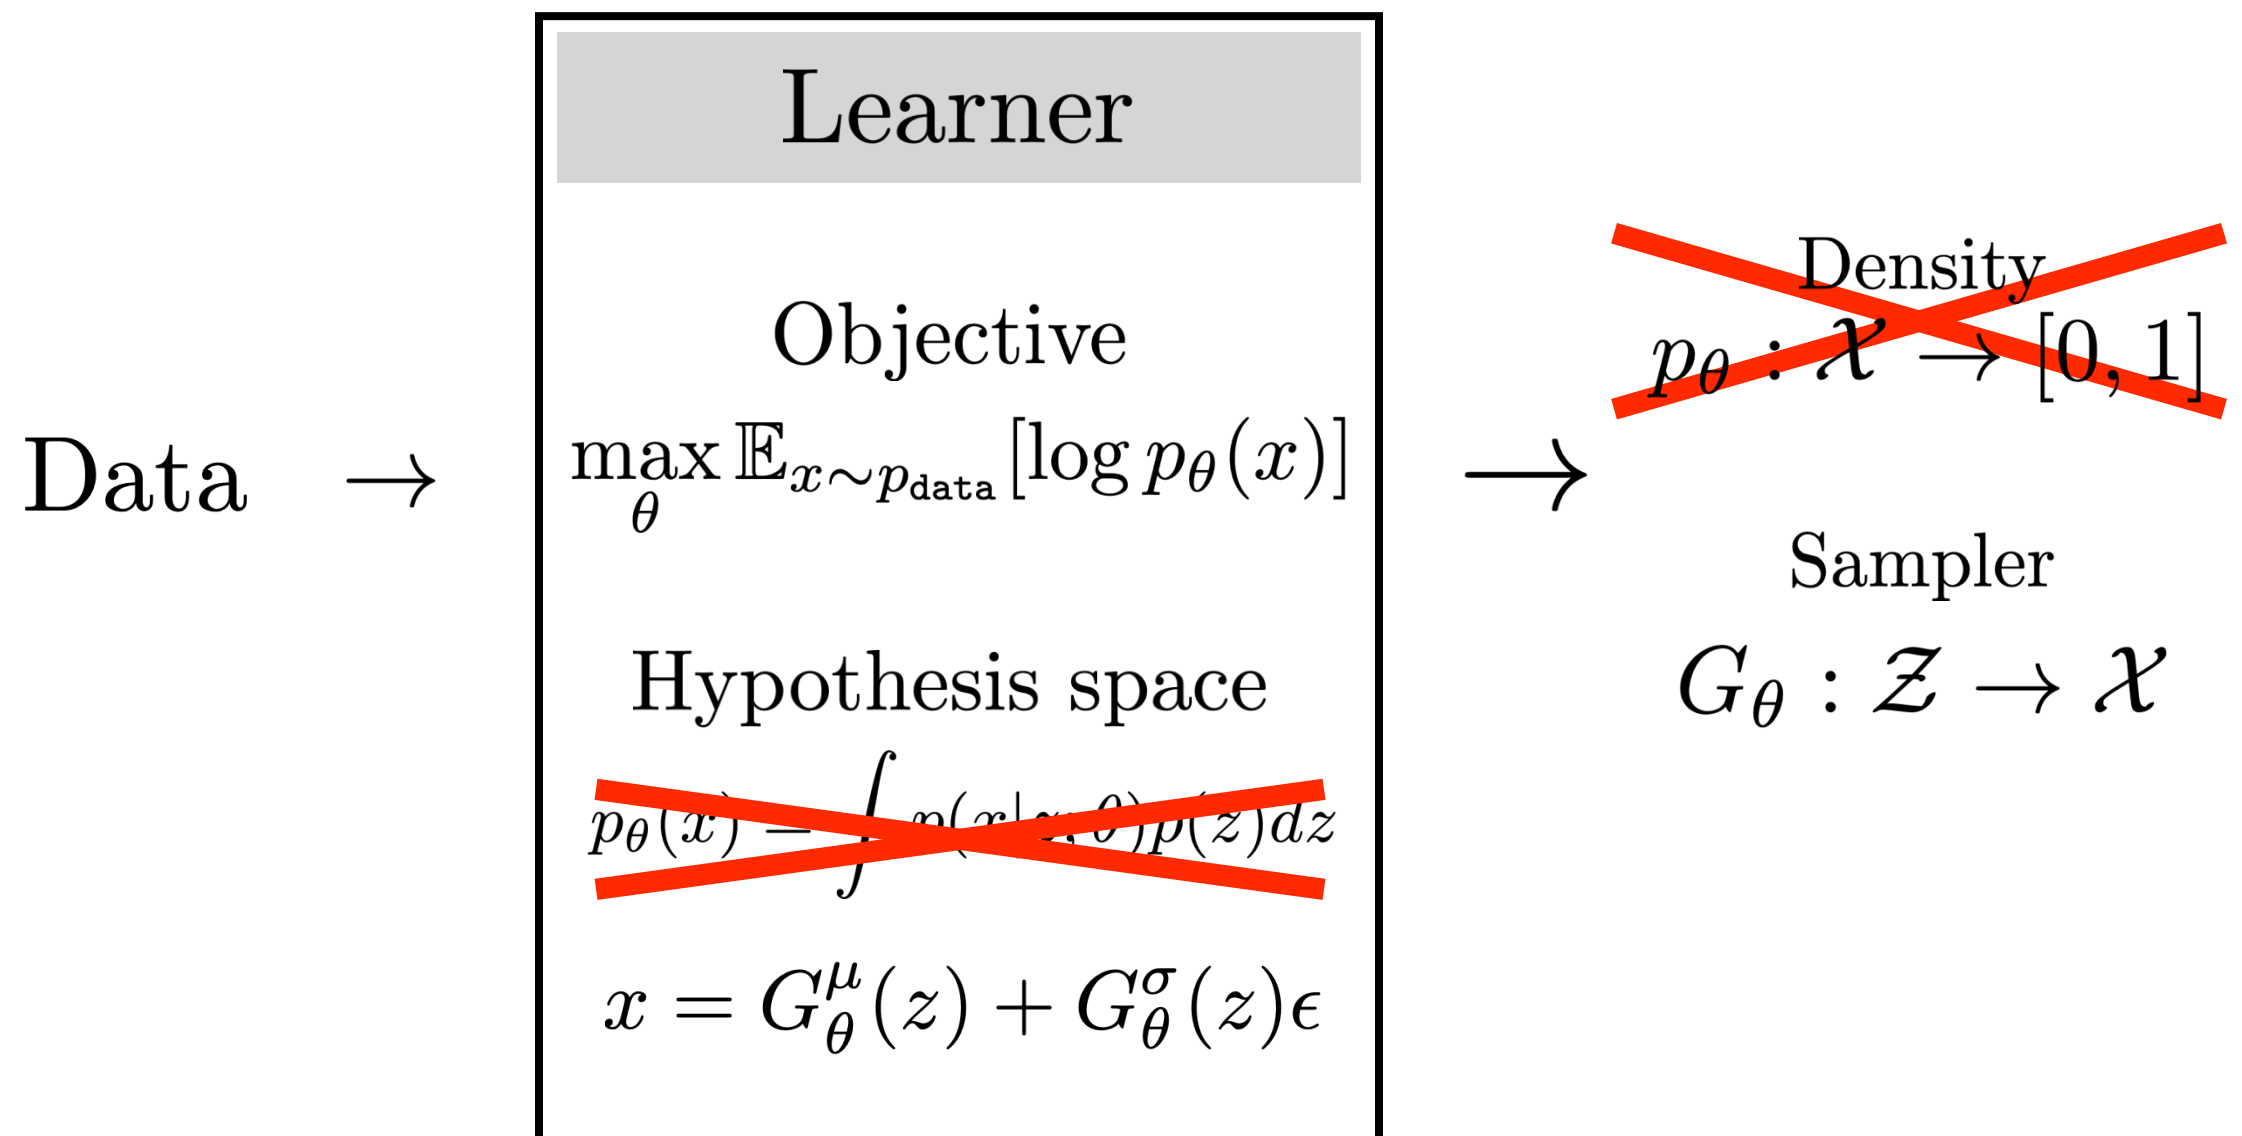 Learner
Objective
max_θ 𝔼_{x∼p_data}[log p_θ(x)]
Hypothesis space
p_θ(x) = ∫ p(x|z;θ)p(z)dz
x = G_θ^μ(z) + G_θ^σ(z)ϵ
Data →
→
Density
p_θ : 𝒳 → [0, 1]
Sampler
G_θ : 𝒵 → 𝒳